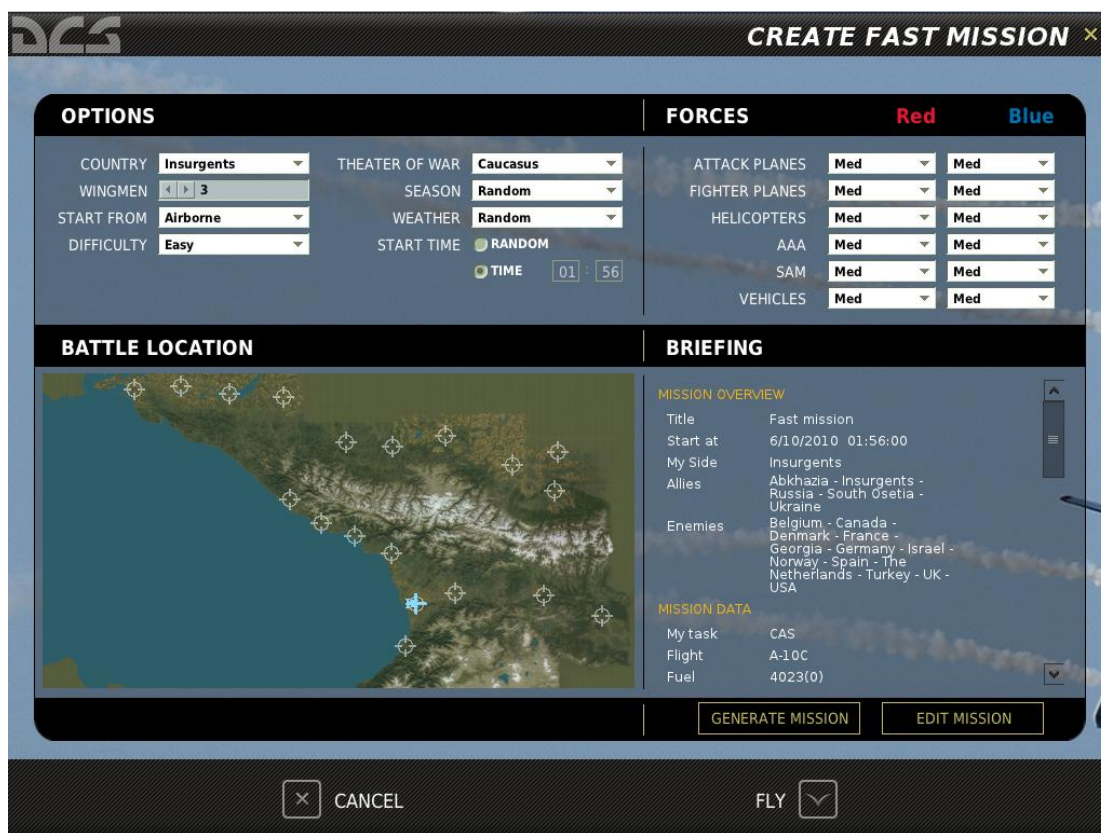 DCS
CREATE FAST MISSION
OPTIONS
COUNTRY Insurgents
WINGMEN 3
START FROM Airborne
DIFFICULTY Easy
THEATER OF WAR Caucasus
SEASON Random
WEATHER Random
START TIME RANDOM
TIME 01 : 56
FORCES Red Blue
ATTACK PLANES Med Med
FIGHTER PLANES Med Med
HELICOPTERS Med Med
AAA Med Med
SAM Med Med
VEHICLES Med Med
BATTLE LOCATION
BRIEFING
MISSION OVERVIEW
Title Fast mission
Start at 6/10/2010 01:56:00
My Side Insurgents
Allies Abkhazia - Insurgents -
Russia - South Osetia -
Ukraine
Enemies Belgium - Canada -
Denmark - France -
Georgia - Germany - Israel -
Norway - Spain - The
Netherlands - Turkey - UK -
USA
MISSION DATA
My task CAS
Flight A-10C
Fuel 4023(0)
GENERATE MISSION EDIT MISSION
CANCEL FLY